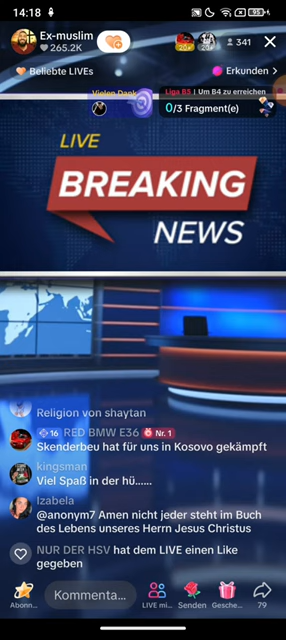 14:18
Ex-muslim
265.2K
20+
20+
341
Beliebte LIVEs
Erkunden >
Vielen Dank
Liga B5 | Um B4 zu erreichen
0/3 Fragment(e)
LIVE
BREAKING
NEWS
Religion von shaytan
16 RED BMW E36 Nr. 1
Skenderbeu hat für uns in Kosovo gekämpft
kingsman
Viel Spaß in der hü......
Izabela
@anonym7 Amen nicht jeder steht im Buch
des Lebens unseres Herrn Jesus Christus
NUR DER HSV hat dem LIVE einen Like
gegeben
Abonn...
Kommenta...
LIVE mi...
Senden
Gesche...
79